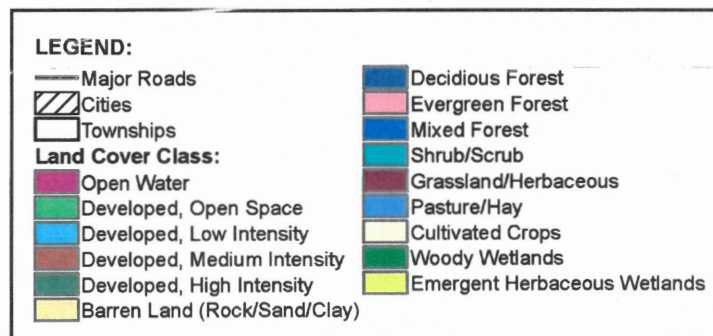 LEGEND:
Major Roads
Cities
Townships
Land Cover Class:
Open Water
Developed, Open Space
Developed, Low Intensity
Developed, Medium Intensity
Developed, High Intensity
Barren Land (Rock/Sand/Clay)
Decidious Forest
Evergreen Forest
Mixed Forest
Shrub/Scrub
Grassland/Herbaceous
Pasture/Hay
Cultivated Crops
Woody Wetlands
Emergent Herbaceous Wetlands